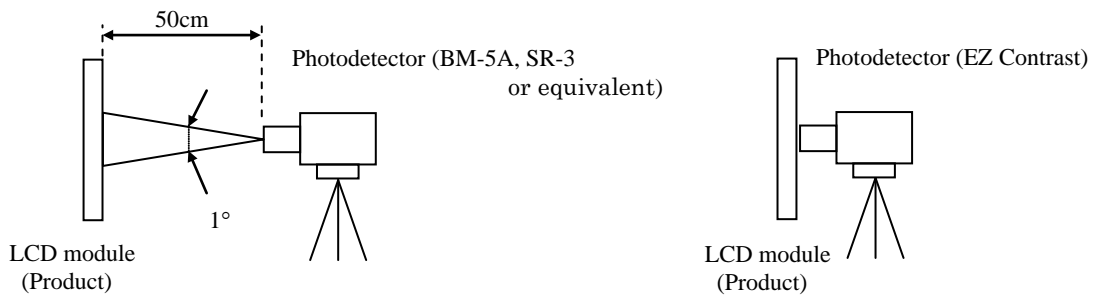 50cm
Photodetector (BM-5A, SR-3
or equivalent)
1°
LCD module
(Product)
Photodetector (EZ Contrast)
LCD module
(Product)